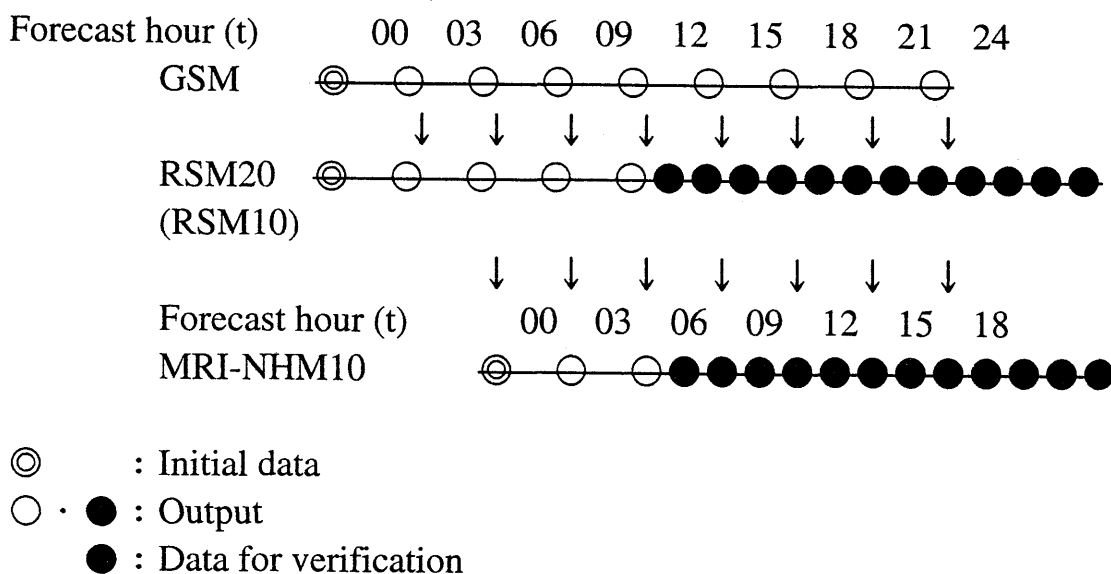 Forecast hour (t) 00 03 06 09 12 15 18 21 24
GSM
RSM20
(RSM10)
Forecast hour (t) 00 03 06 09 12 15 18
MRI-NHM10
: Initial data
: Output
: Data for verification